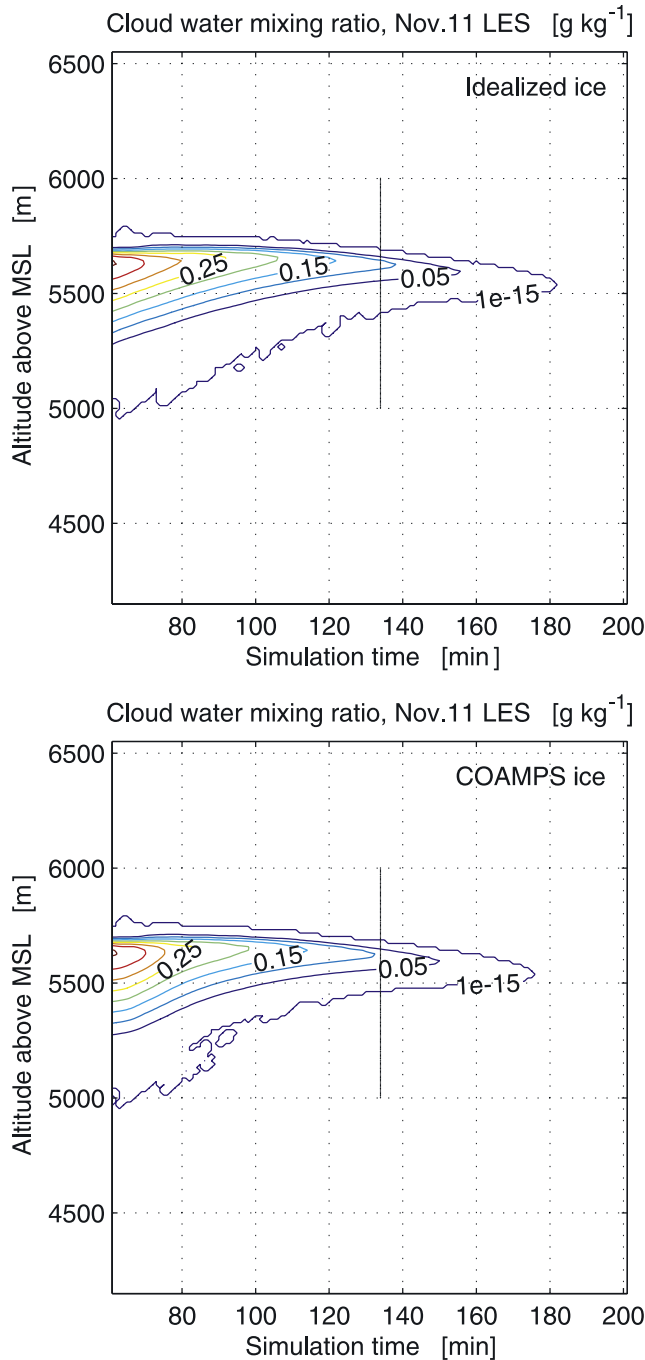 Cloud water mixing ratio, Nov.11 LES [g kg-1]
Idealized ice
6500
6000
5500
5000
4500
Altitude above MSL [m]
0.25
0.15
0.05
1e-15
80 100 120 140 160 180 200
Simulation time [min]
Cloud water mixing ratio, Nov.11 LES [g kg-1]
COAMPS ice
6500
6000
5500
5000
4500
Altitude above MSL [m]
0.25
0.15
0.05
1e-15
80 100 120 140 160 180 200
Simulation time [min]